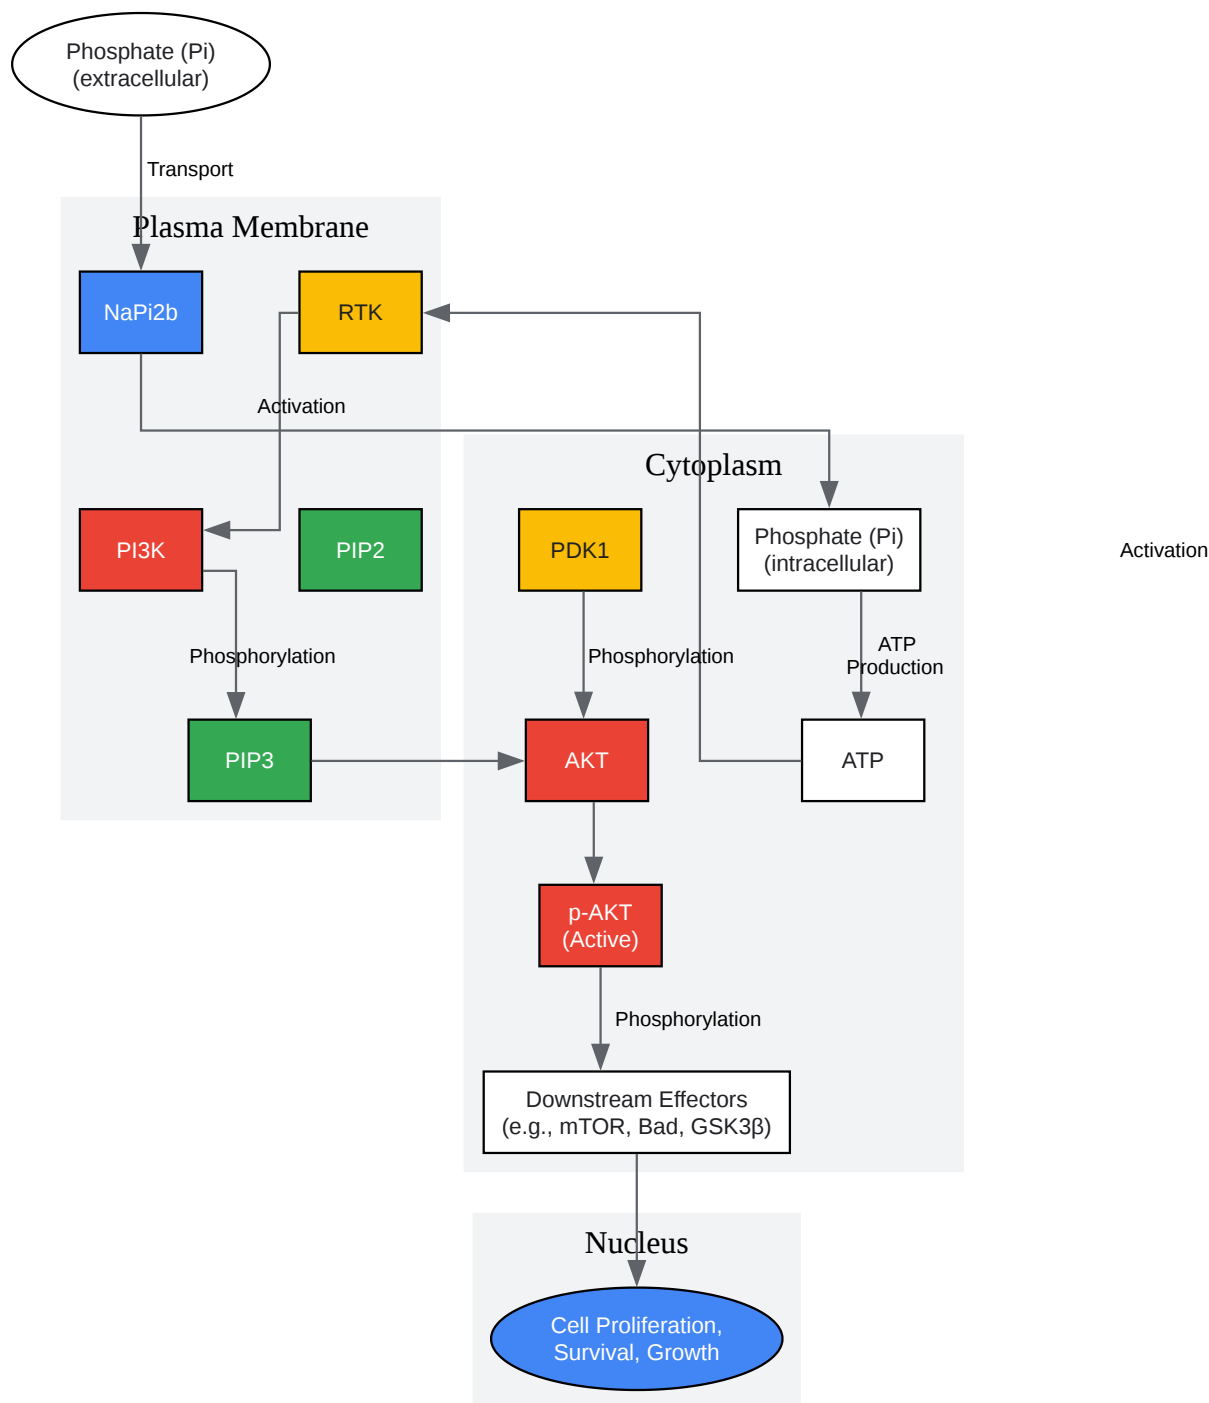 Phosphate (Pi)
(extracellular)
Transport
Plasma Membrane
NaPi2b
RTK
Activation
Cytoplasm
PI3K
PIP2
PDK1
Phosphate (Pi)
(intracellular)
Activation
Phosphorylation
Phosphorylation
ATP
Production
PIP3
AKT
ATP
p-AKT
(Active)
Phosphorylation
Downstream Effectors
(e.g., mTOR, Bad, GSK3β)
Nucleus
Cell Proliferation,
Survival, Growth